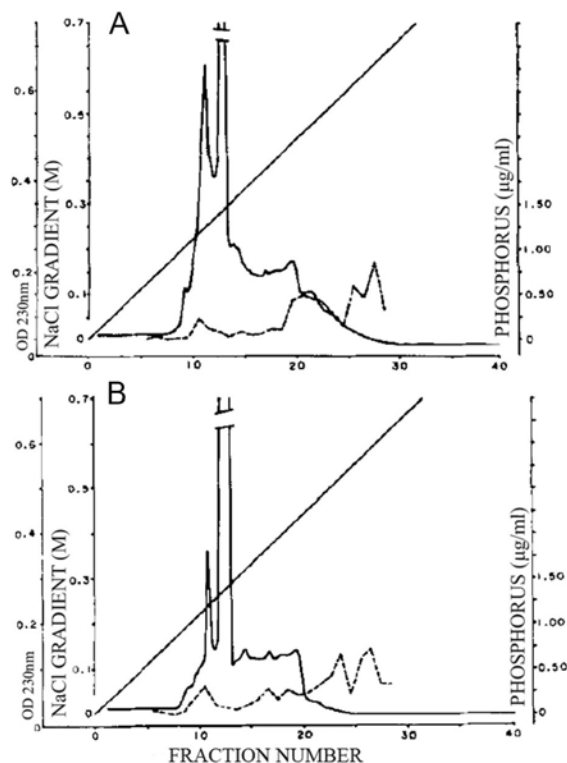 A
OD 230nm
0.6
0.4
0.2
0
NaCl GRADIENT (M)
0.7
0.5
0.3
0.1
0
PHOSPHORUS (μg/ml)
1.50
1.00
0.50
0
0 10 20 30 40
B
OD 230nm
0.6
0.4
0.2
0
NaCl GRADIENT (M)
0.7
0.5
0.3
0.1
0
PHOSPHORUS (μg/ml)
1.50
1.00
0.50
0
0 10 20 30 40
FRACTION NUMBER